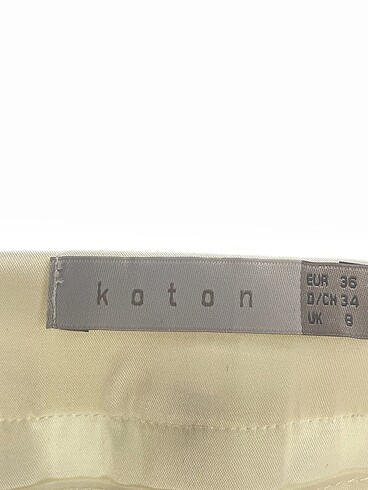 koton
EUR 36
D/CH 34
UK 8